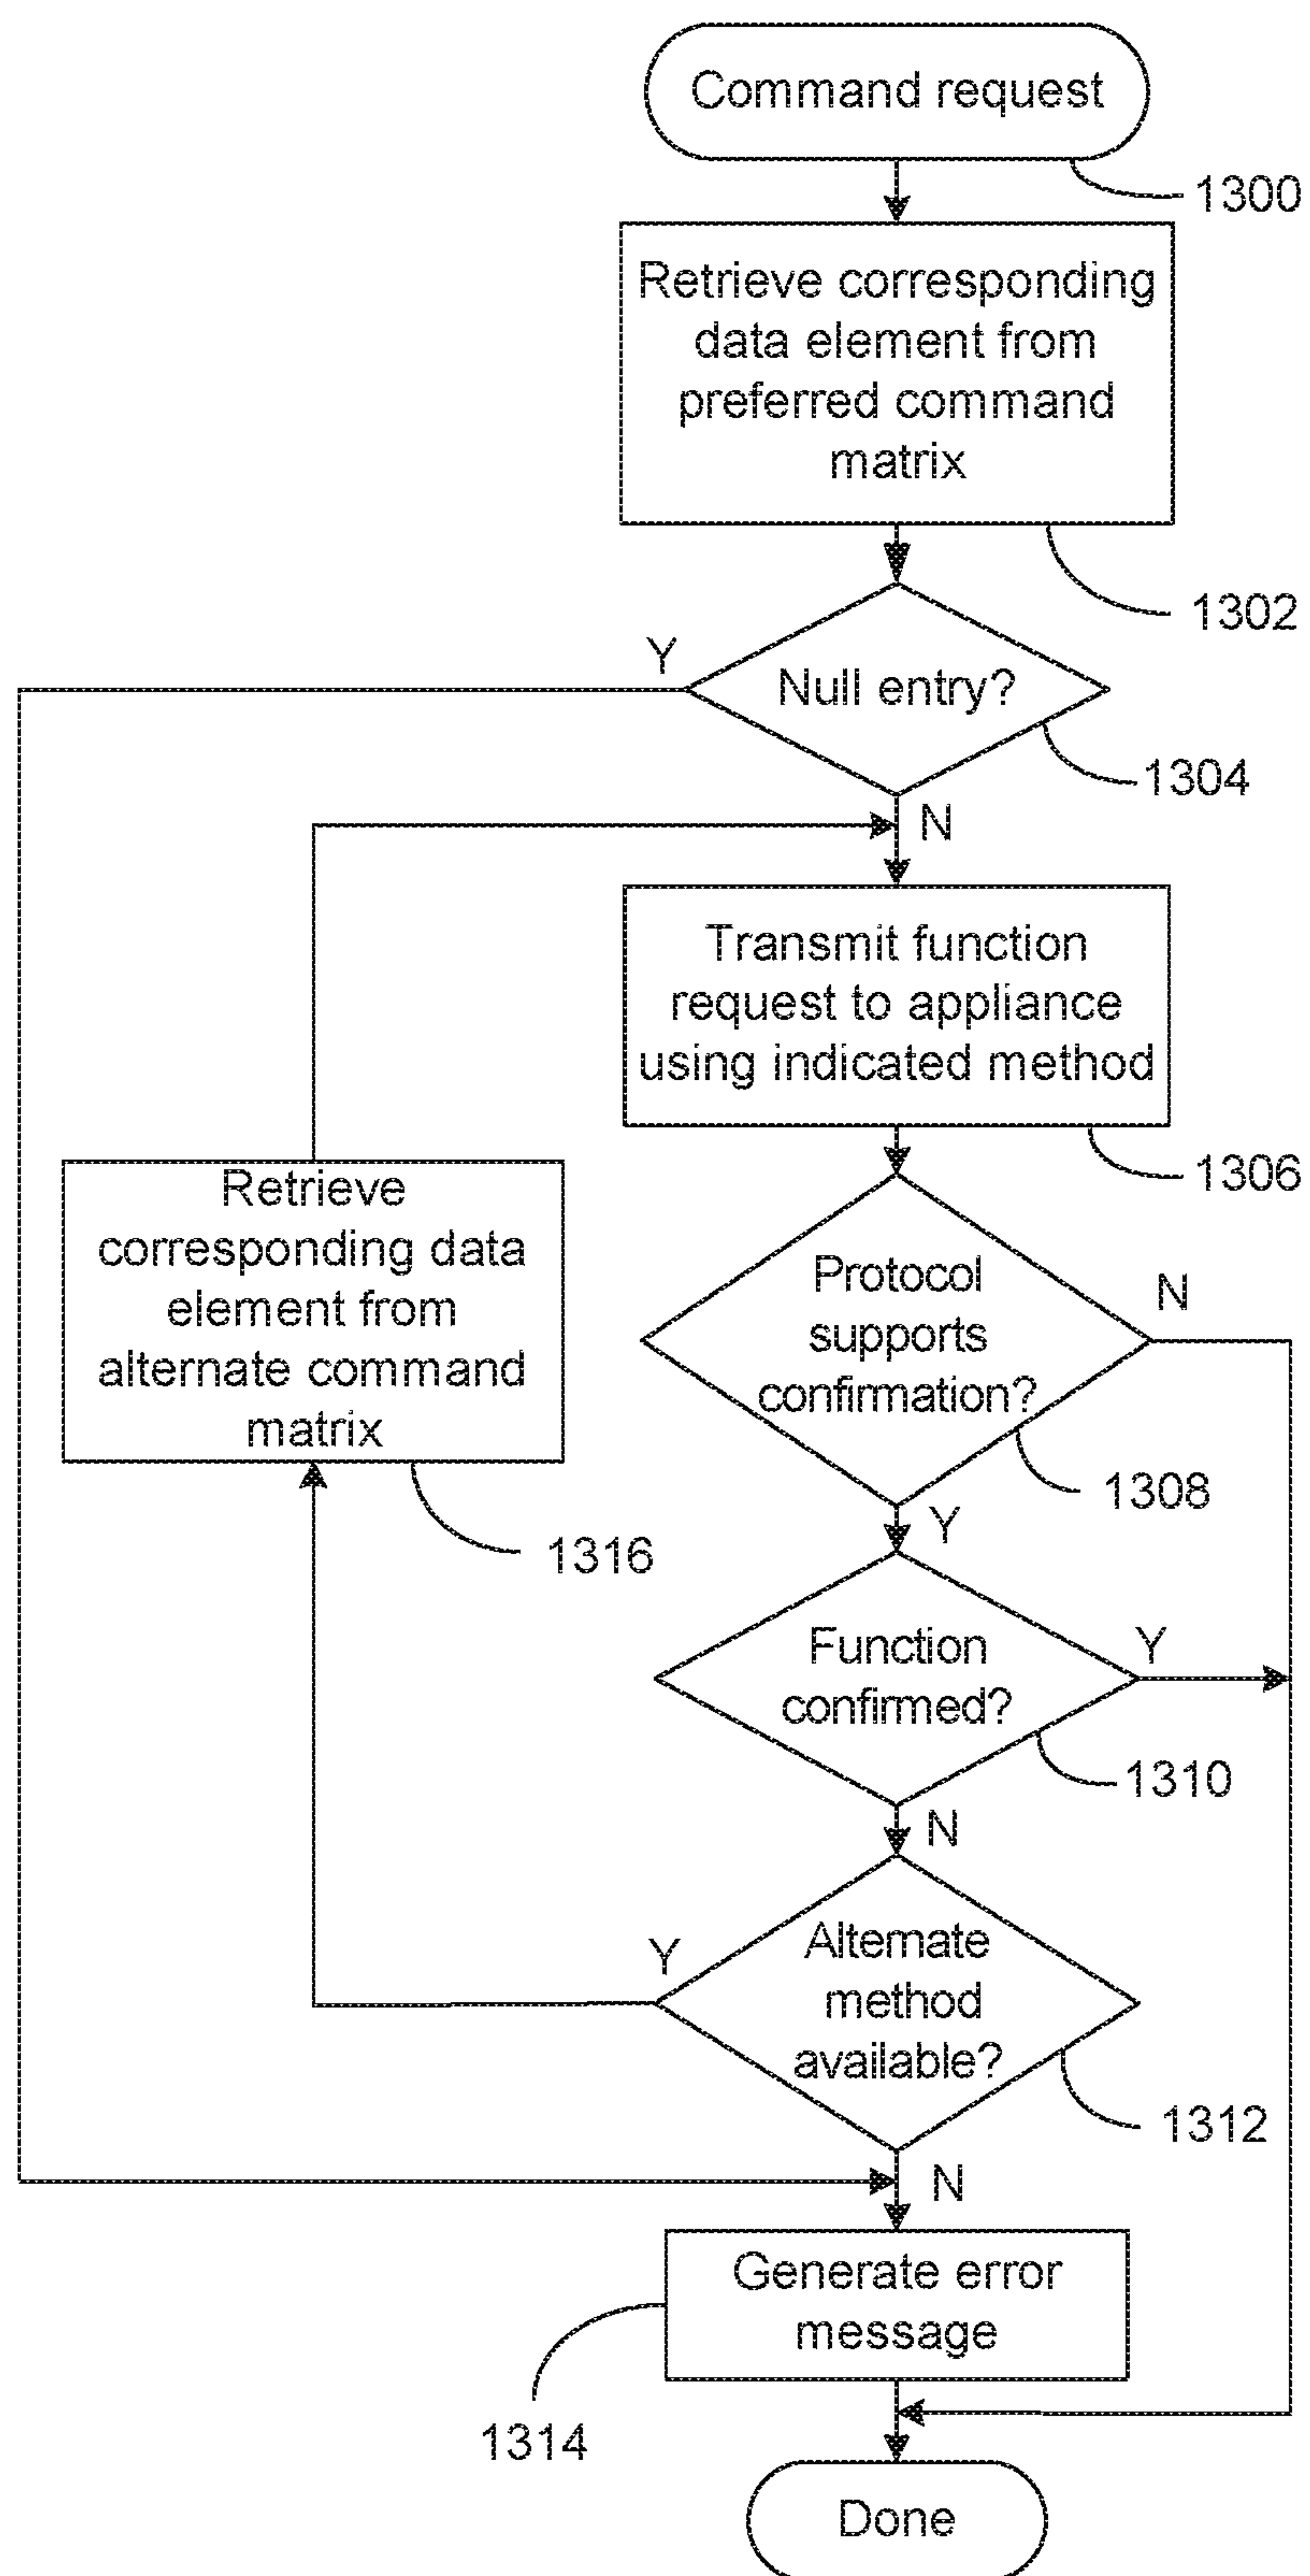 Command request
1300
Retrieve corresponding
data element from
preferred command
matrix
1302
Y
Null entry?
1304
N
Transmit function
request to appliance
using indicated method
1306
Retrieve
corresponding data
element from
alternate command
matrix
1316
Protocol
supports
confirmation?
N
1308
Y
Function
confirmed?
Y
1310
N
Alternate
method
available?
Y
1312
N
Generate error
message
1314
Done